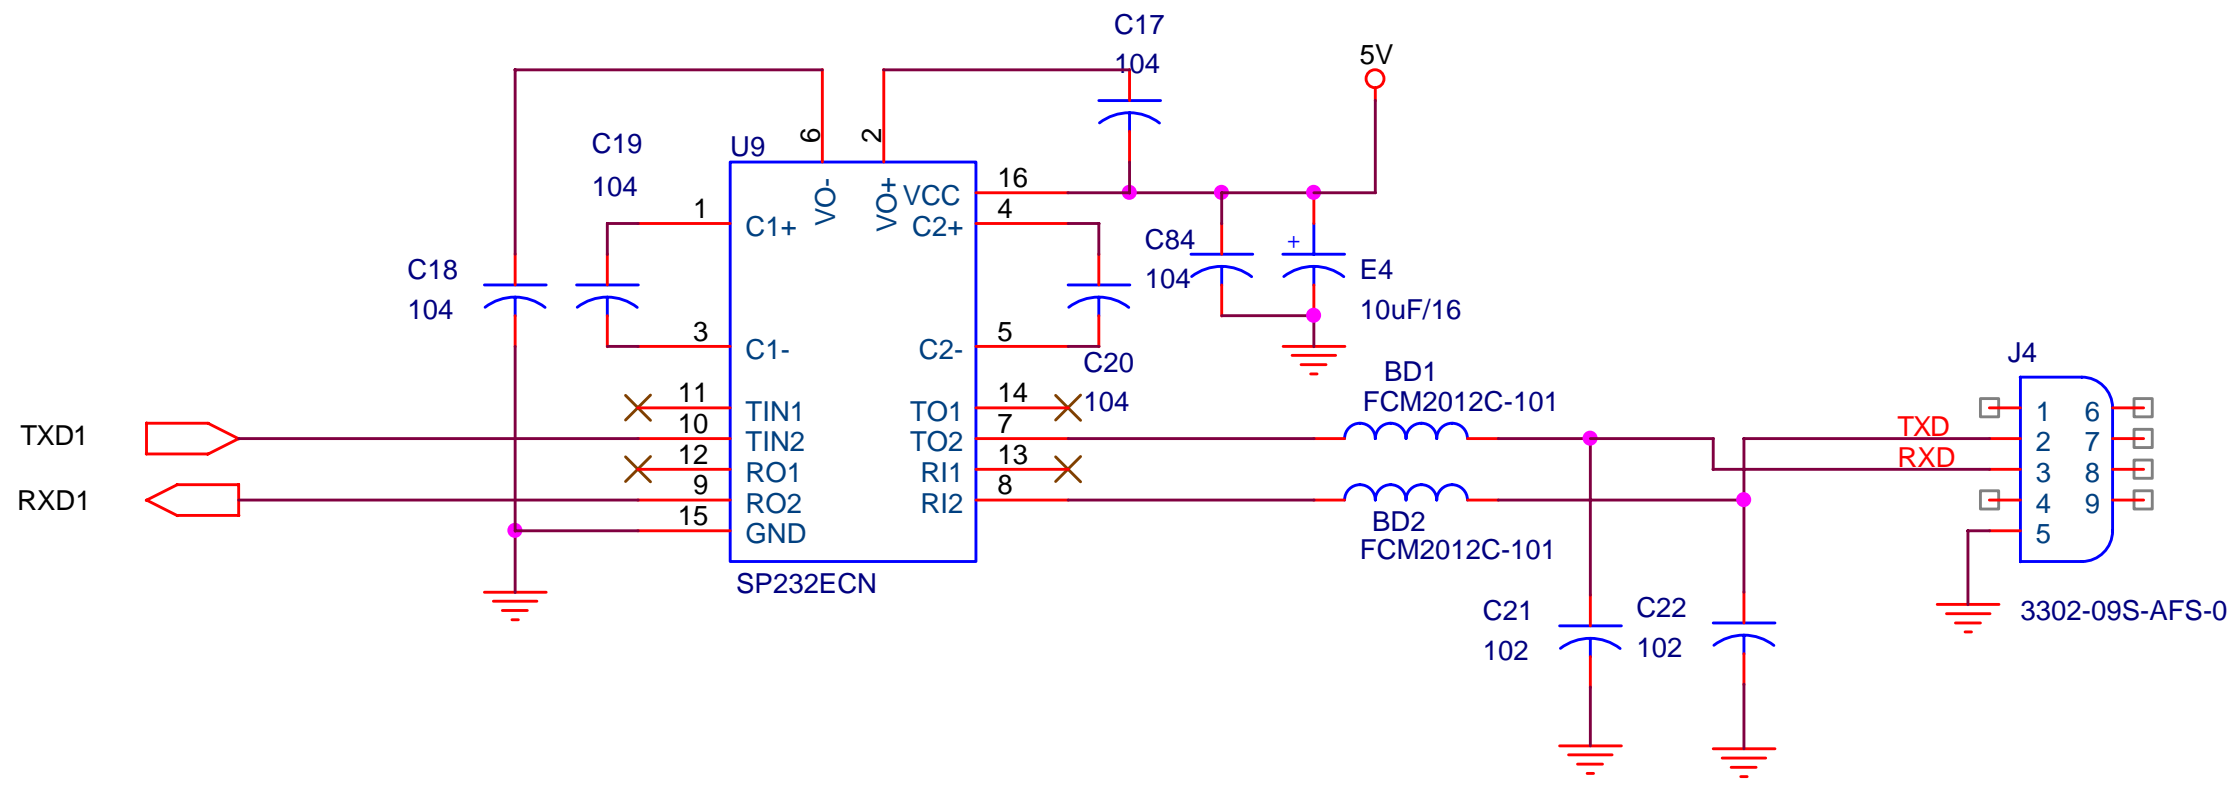 C17
104
5V
6
2
U9
C19
104
VO-
VO+
VCC
16
1
C1+
C2+
4
C84
104
+
E4
10uF/16
C18
104
3
C1-
C2-
5
C20
104
BD1
FCM2012C-101
J4
11
TIN1
TO1
14
1
6
TXD1
10
TIN2
TO2
7
TXD
2
7
12
RO1
RI1
13
RXD
3
8
RXD1
9
RO2
RI2
8
4
9
15
GND
BD2
FCM2012C-101
5
SP232ECN
C21
102
C22
102
3302-09S-AFS-0